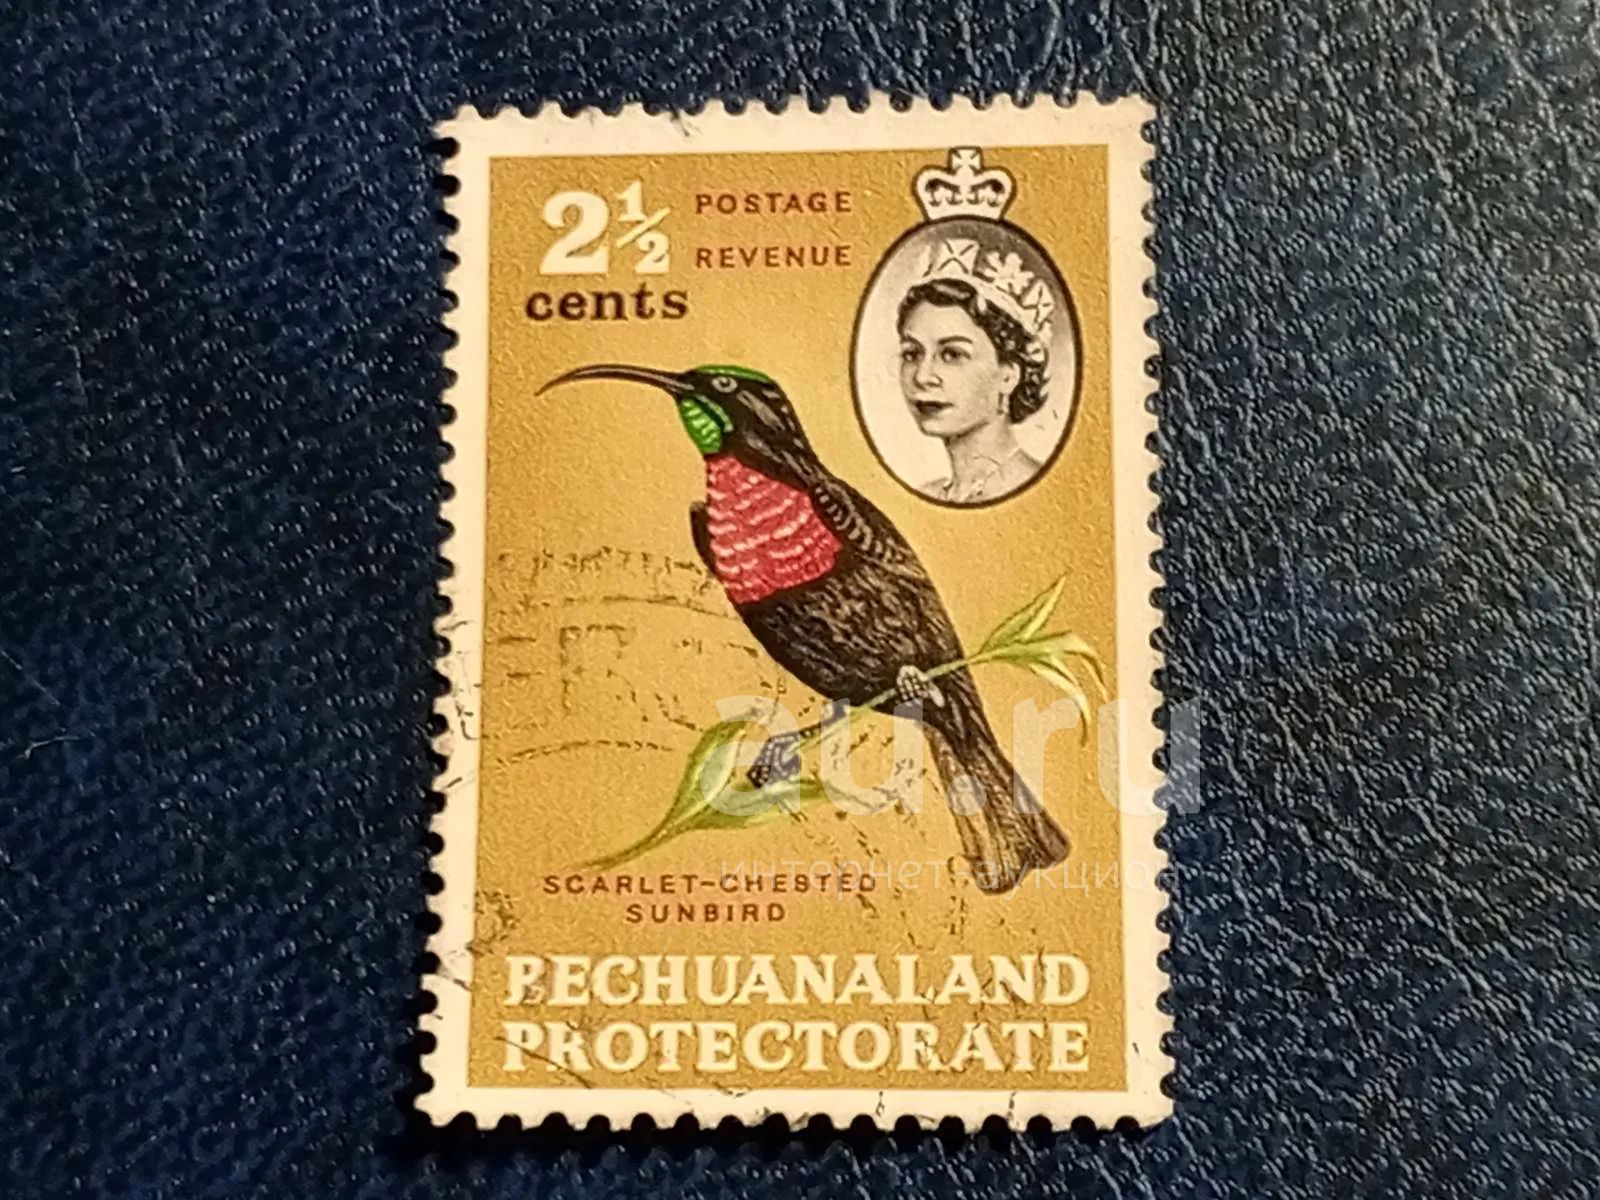 2½ POSTAGE
REVENUE
cents
au.ru
интернет-аукцион
SCARLET-CHESTED
SUNBIRD
BECHUANALAND
PROTECTORATE